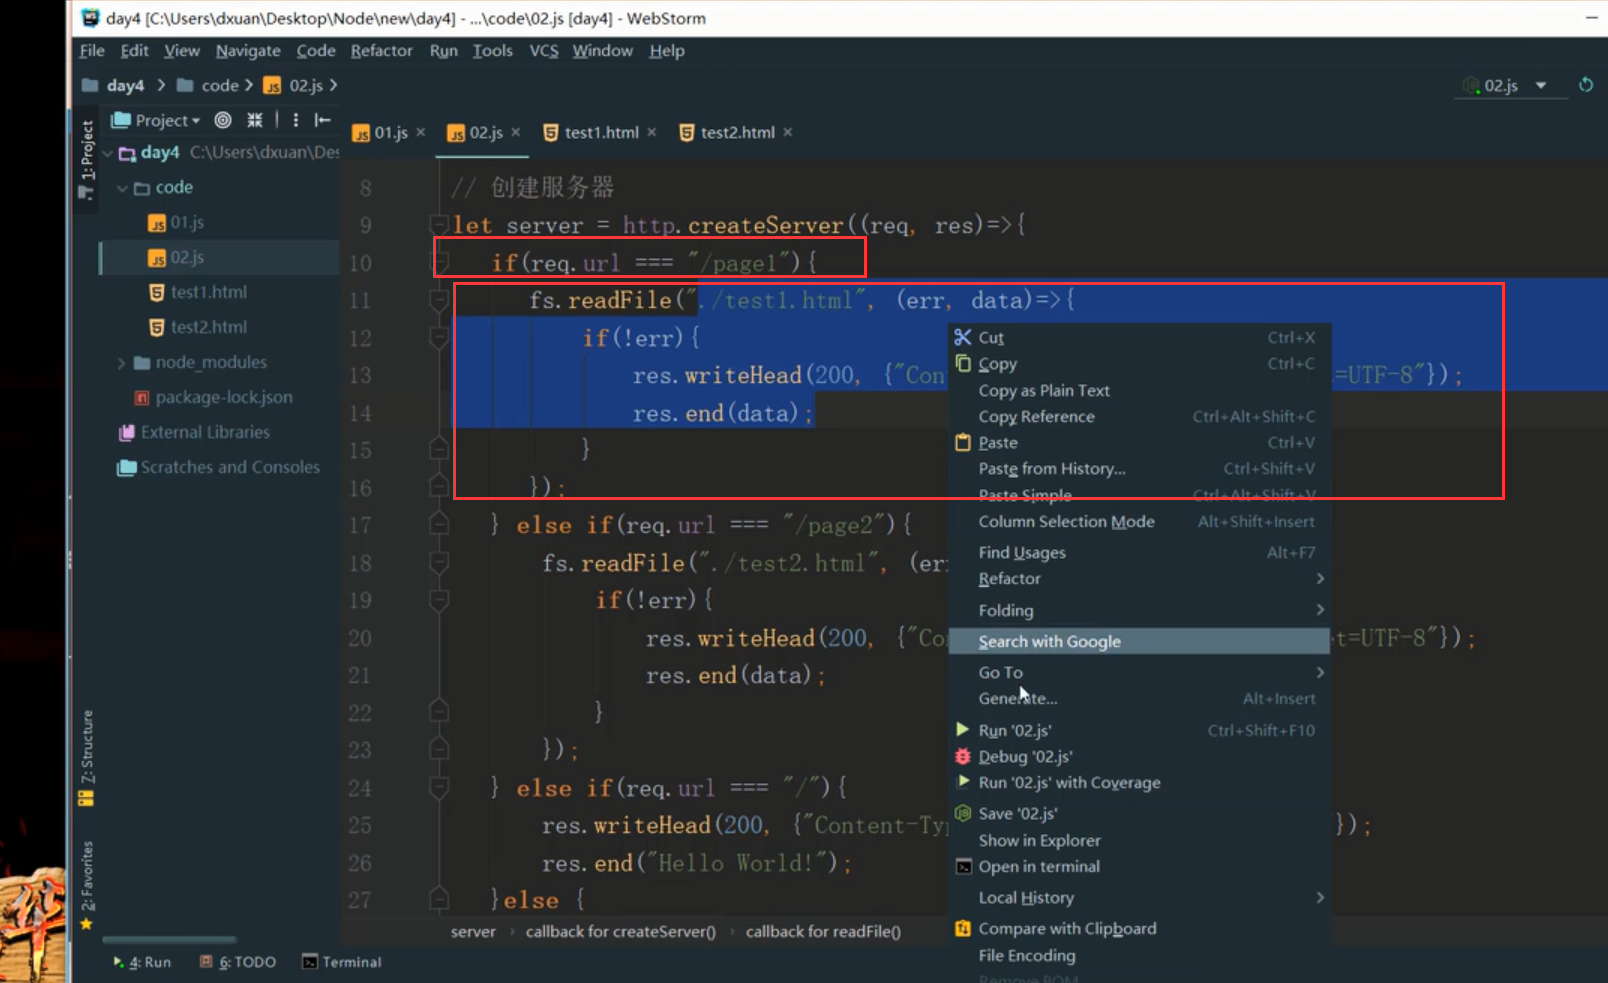 day4 [C:\Users\dxuan\Desktop\Node\new\day4] - ...\code\02.js [day4] - WebStorm
File Edit View Navigate Code Refactor Run Tools VCS Window Help
day4 code 02.js
02.js
Project
01.js × 02.js × test1.html × test2.html ×
1: Project
day4 C:\Users\dxuan\Des
code
01.js
02.js
test1.html
test2.html
node_modules
package-lock.json
External Libraries
Scratches and Consoles
Z: Structure
2: Favorites
8 // 创建服务器
9 let server = http.createServer((req, res)=>{
10 if(req.url === "/page1"){
11 fs.readFile("./test1.html", (err, data)=>{
12 if(!err){
13 res.writeHead(200, {"Con =UTF-8"});
14 res.end(data);
15 }
16 });
17 } else if(req.url === "/page2"){
18 fs.readFile("./test2.html", (er
19 if(!err){
20 res.writeHead(200, {"Co t=UTF-8"});
21 res.end(data);
22 }
23 });
24 } else if(req.url === "/"){
25 res.writeHead(200, {"Content-Ty });
26 res.end("Hello World!");
27 }else {
Cut Ctrl+X
Copy Ctrl+C
Copy as Plain Text
Copy Reference Ctrl+Alt+Shift+C
Paste Ctrl+V
Paste from History... Ctrl+Shift+V
Paste Simple Ctrl+Alt+Shift+V
Column Selection Mode Alt+Shift+Insert
Find Usages Alt+F7
Refactor
Folding
Search with Google
Go To
Generate... Alt+Insert
Run '02.js' Ctrl+Shift+F10
Debug '02.js'
Run '02.js' with Coverage
Save '02.js'
Show in Explorer
Open in terminal
Local History
Compare with Clipboard
File Encoding
Remove BOM
server callback for createServer() callback for readFile()
4: Run 6: TODO Terminal